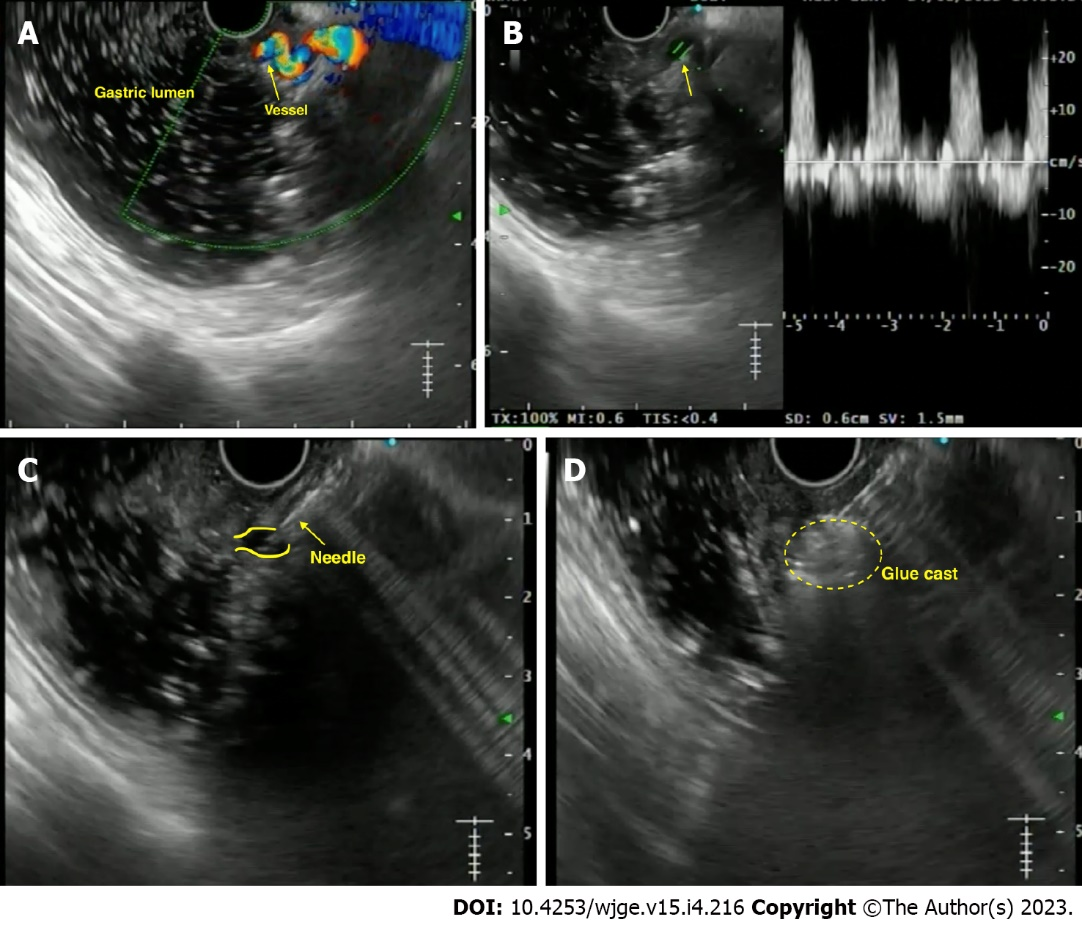 A
Gastric lumen
Vessel
B
+20
+10
cm/s
-10
-20
-5 -4 -3 -2 -1 0
TX:100% MI:0.6 TIS:<0.4 SD: 0.6cm SV: 1.5mm
C
Needle
0
1
2
3
4
5
D
Glue cast
0
1
2
3
4
5
DOI: 10.4253/wjge.v15.i4.216 Copyright ©The Author(s) 2023.